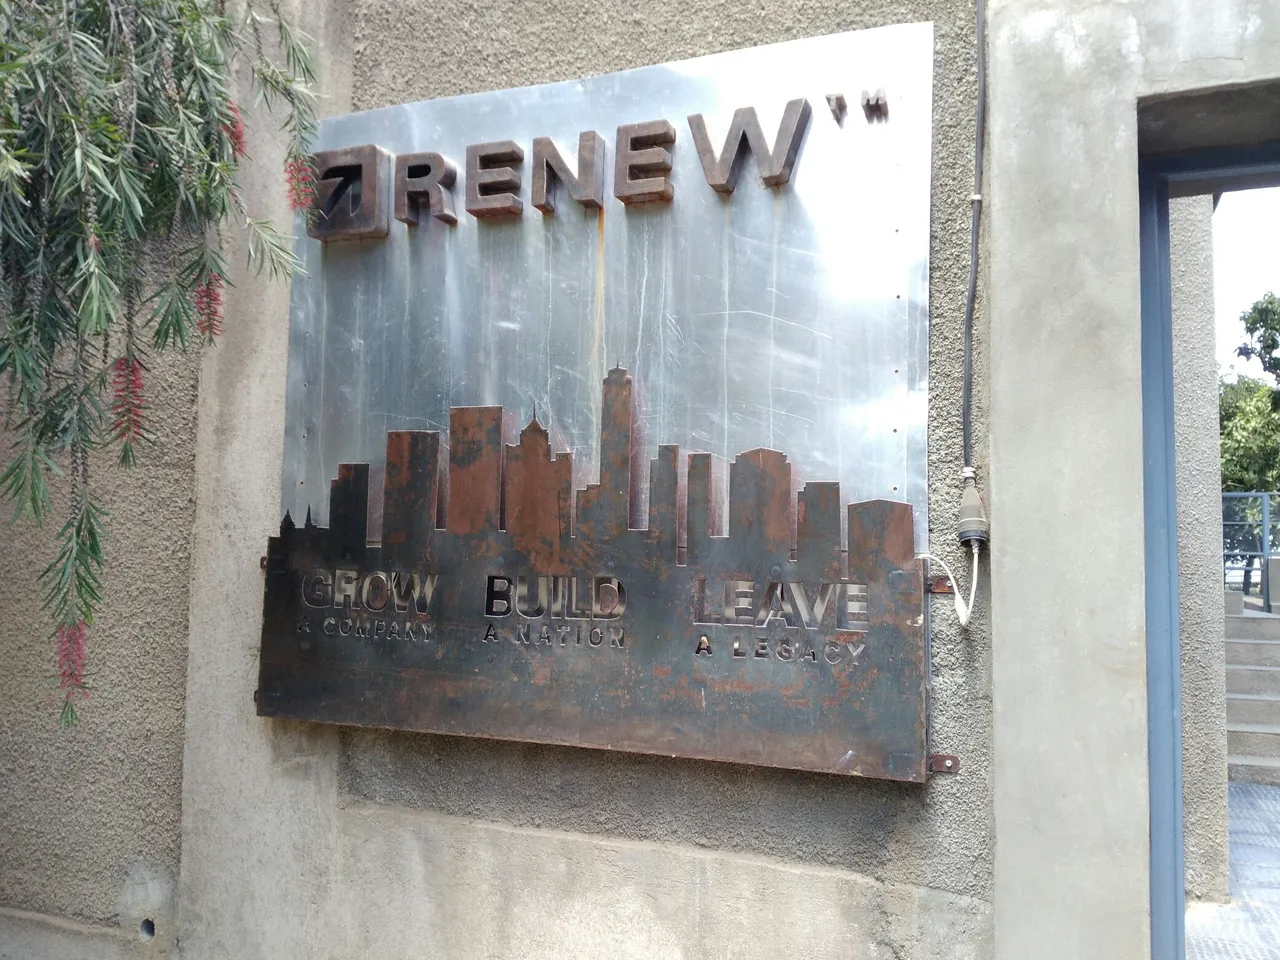 RENEW™
GROW BUILD LEAVE
A COMPANY A NATION A LEGACY